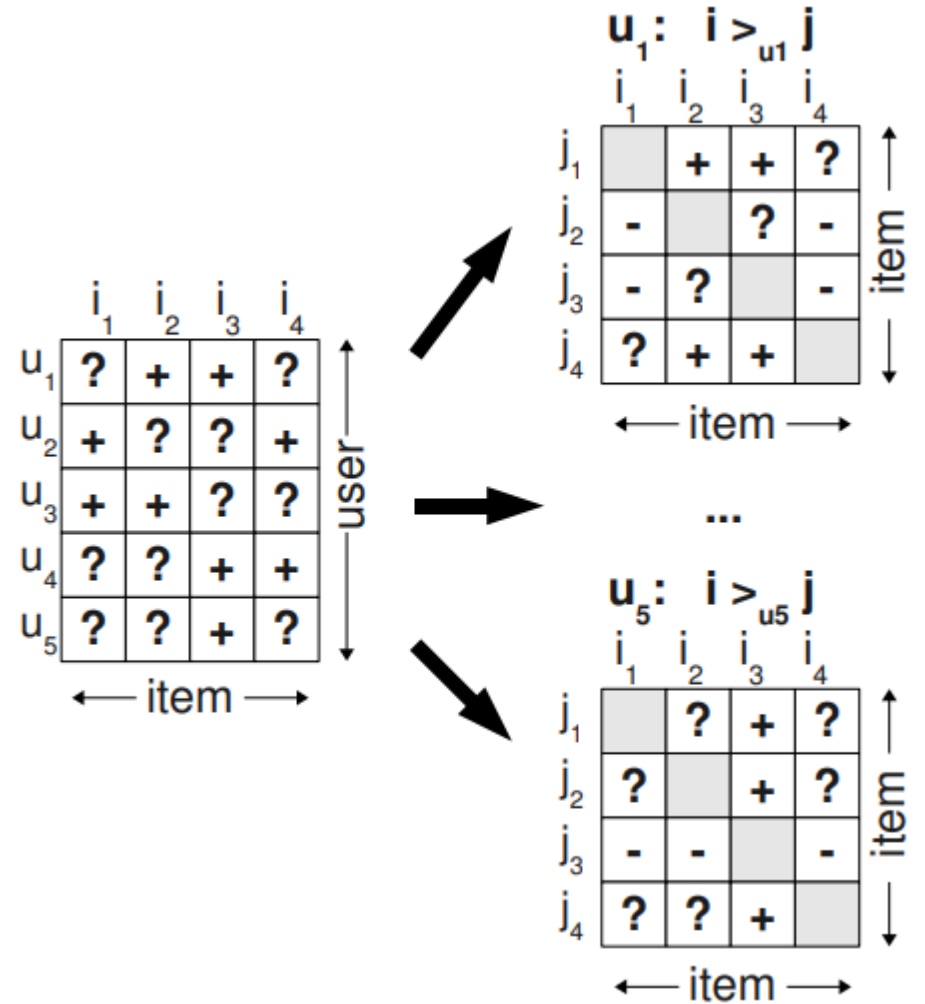 i1 i2 i3 i4
u1 ? + + ?
u2 + ? ? +
u3 + + ? ?
u4 ? ? + +
u5 ? ? + ?
user
item
u1: i >u1 j
i1 i2 i3 i4
j1 + + ?
j2 - ? -
j3 - ? -
j4 ? + +
item
item
...
u5: i >u5 j
i1 i2 i3 i4
j1 ? + ?
j2 ? + ?
j3 - - -
j4 ? ? +
item
item